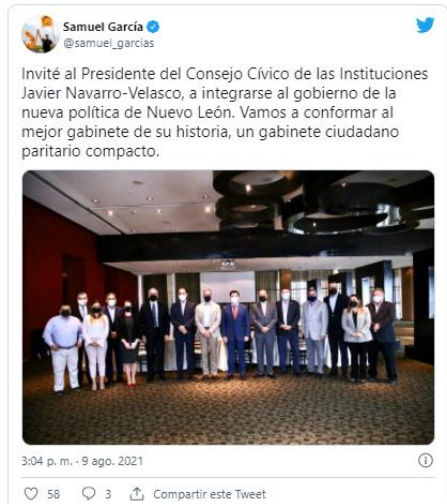 Samuel García
@samuel_garcias
Invité al Presidente del Consejo Cívico de las Instituciones
Javier Navarro-Velasco, a integrarse al gobierno de la
nueva política de Nuevo León. Vamos a conformar al
mejor gabinete de su historia, un gabinete ciudadano
paritario compacto.
3:04 p. m. · 9 ago. 2021
58 3 Compartir este Tweet